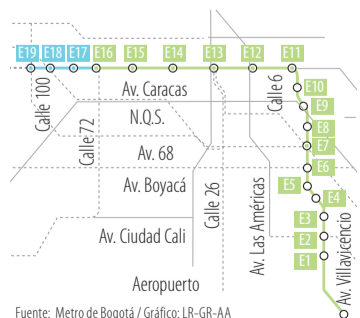 E19 E18 E17 E16 E15 E14 E13 E12 E11
E10
E9
E8
E7
E6
E5
E4
E3
E2
E1
Calle 100
Calle 72
Av. Caracas
N.Q.S.
Av. 68
Av. Boyacá
Av. Ciudad Cali
Aeropuerto
Calle 26
Av. Las Américas
Calle 6
Av. Villavicencio
Fuente: Metro de Bogotá / Gráfico: LR-GR-AA